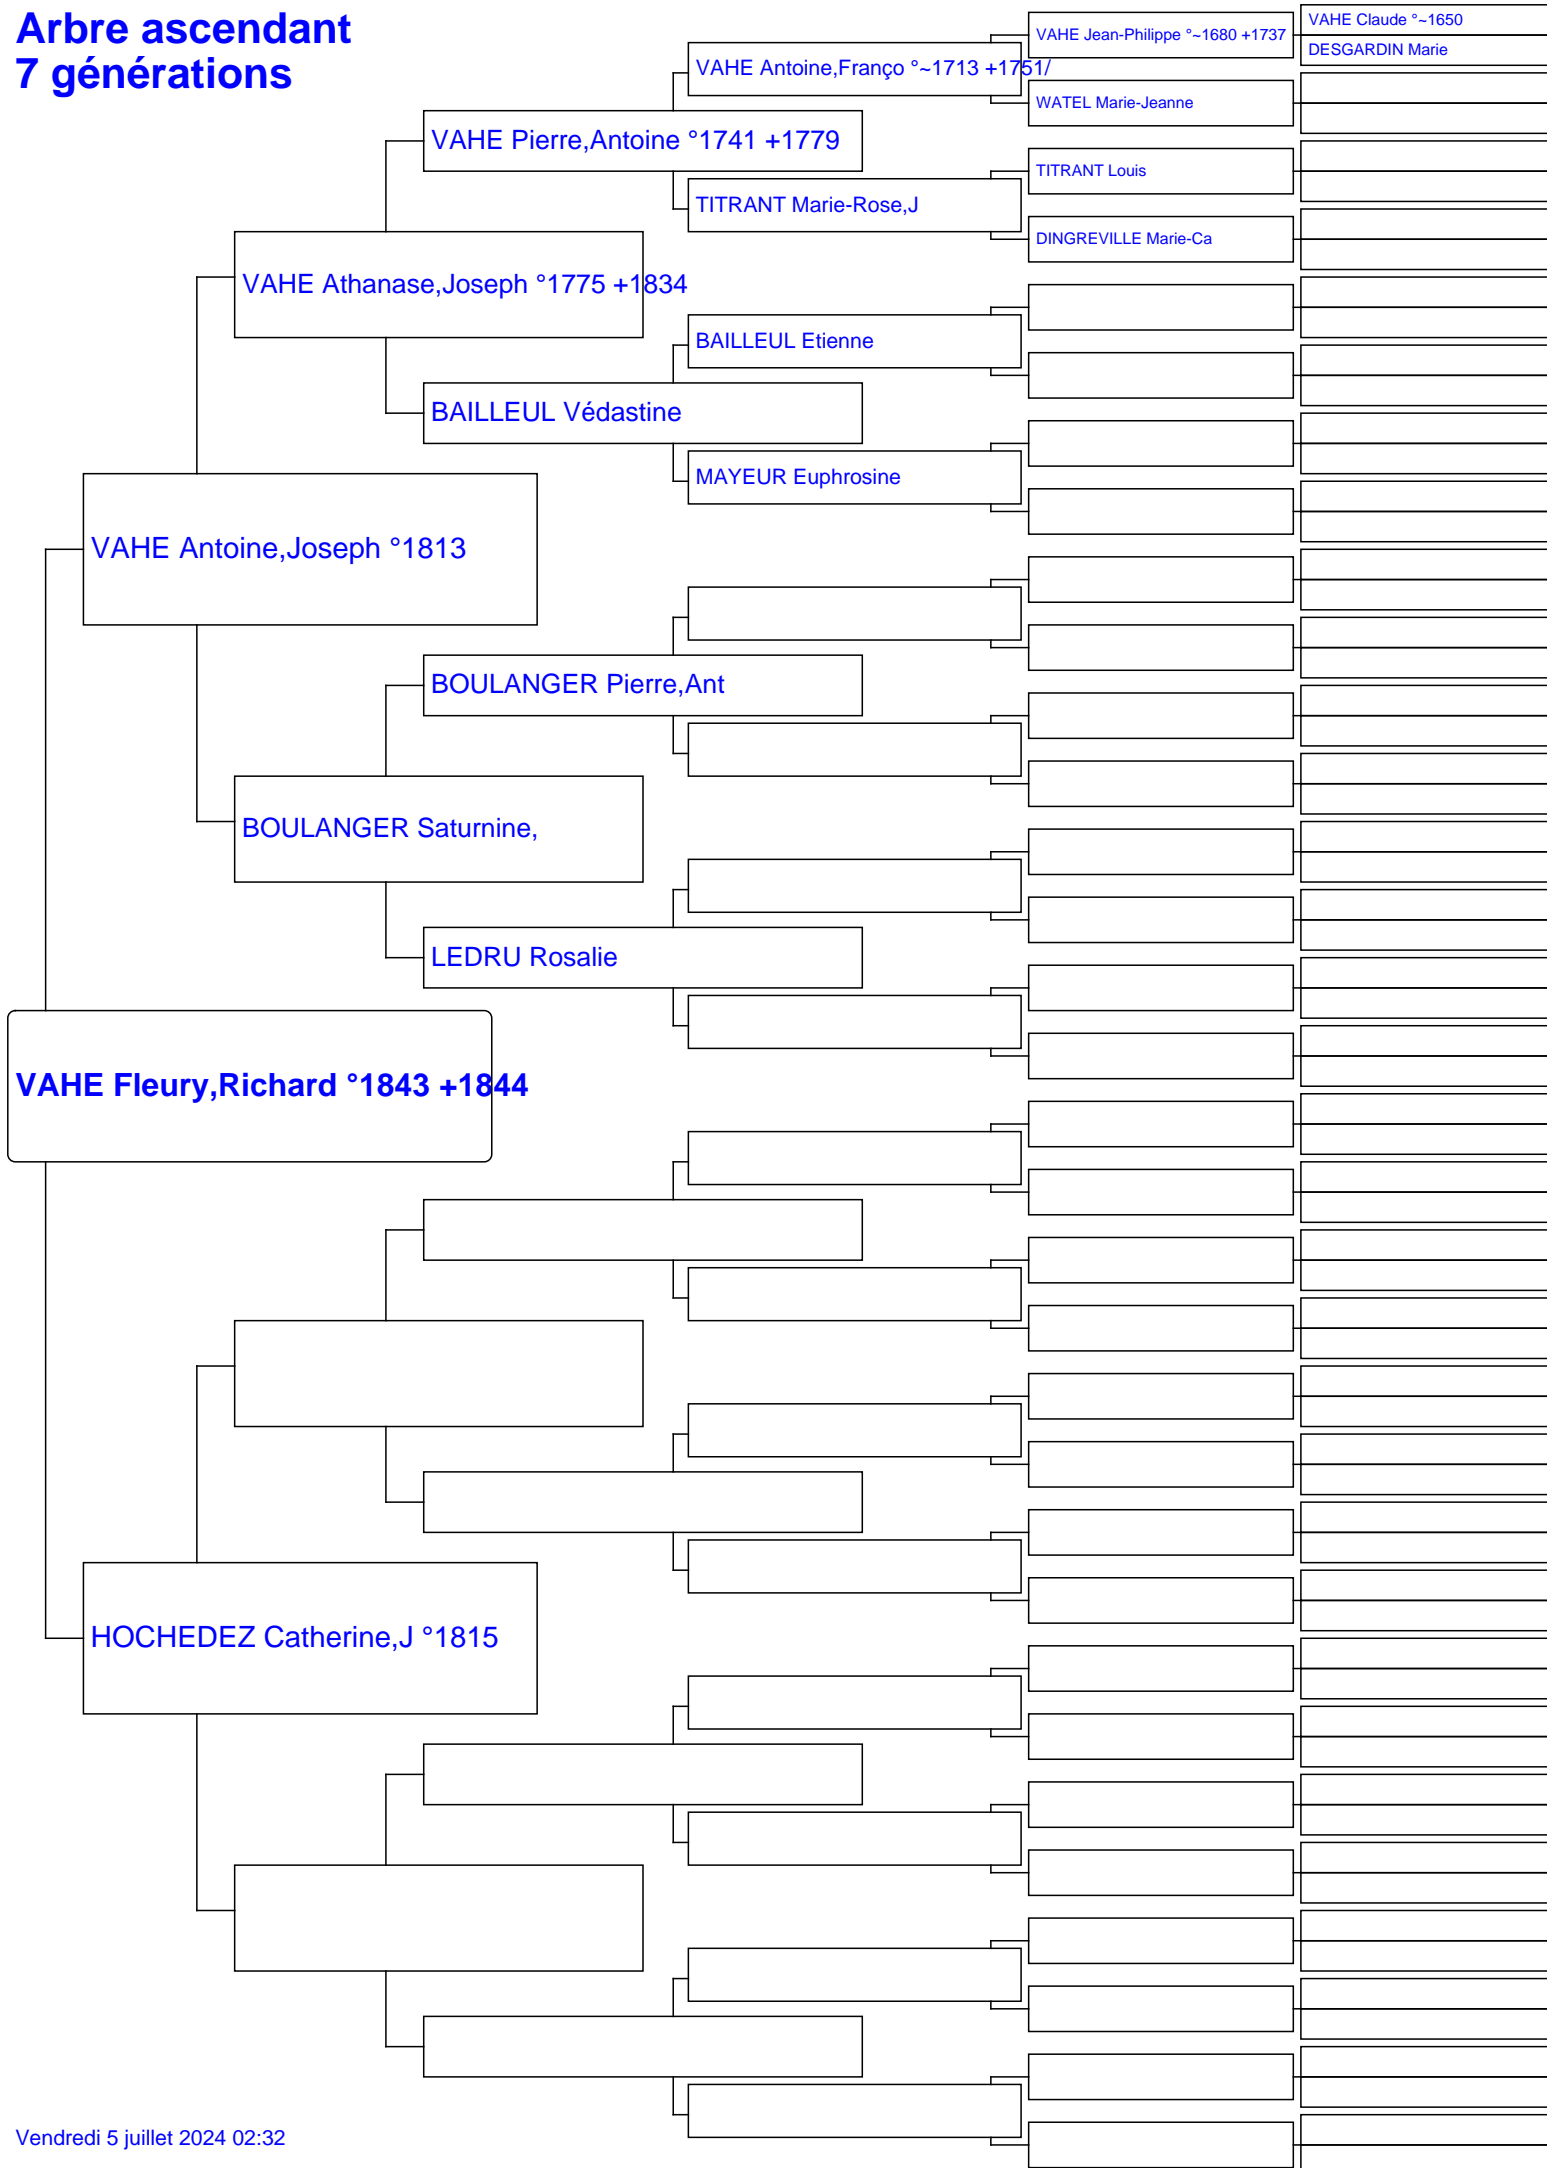 Arbre ascendant
7 générations
VAHE Claude °~1650
VAHE Jean-Philippe °~1680 +1737
DESGARDIN Marie
VAHE Antoine,Franço °~1713 +1751/
WATEL Marie-Jeanne
VAHE Pierre,Antoine °1741 +1779
TITRANT Louis
TITRANT Marie-Rose,J
DINGREVILLE Marie-Ca
VAHE Athanase,Joseph °1775 +1834
BAILLEUL Etienne
BAILLEUL Védastine
MAYEUR Euphrosine
VAHE Antoine,Joseph °1813
BOULANGER Pierre,Ant
BOULANGER Saturnine,
LEDRU Rosalie
VAHE Fleury,Richard °1843 +1844
HOCHEDEZ Catherine,J °1815
Vendredi 5 juillet 2024 02:32